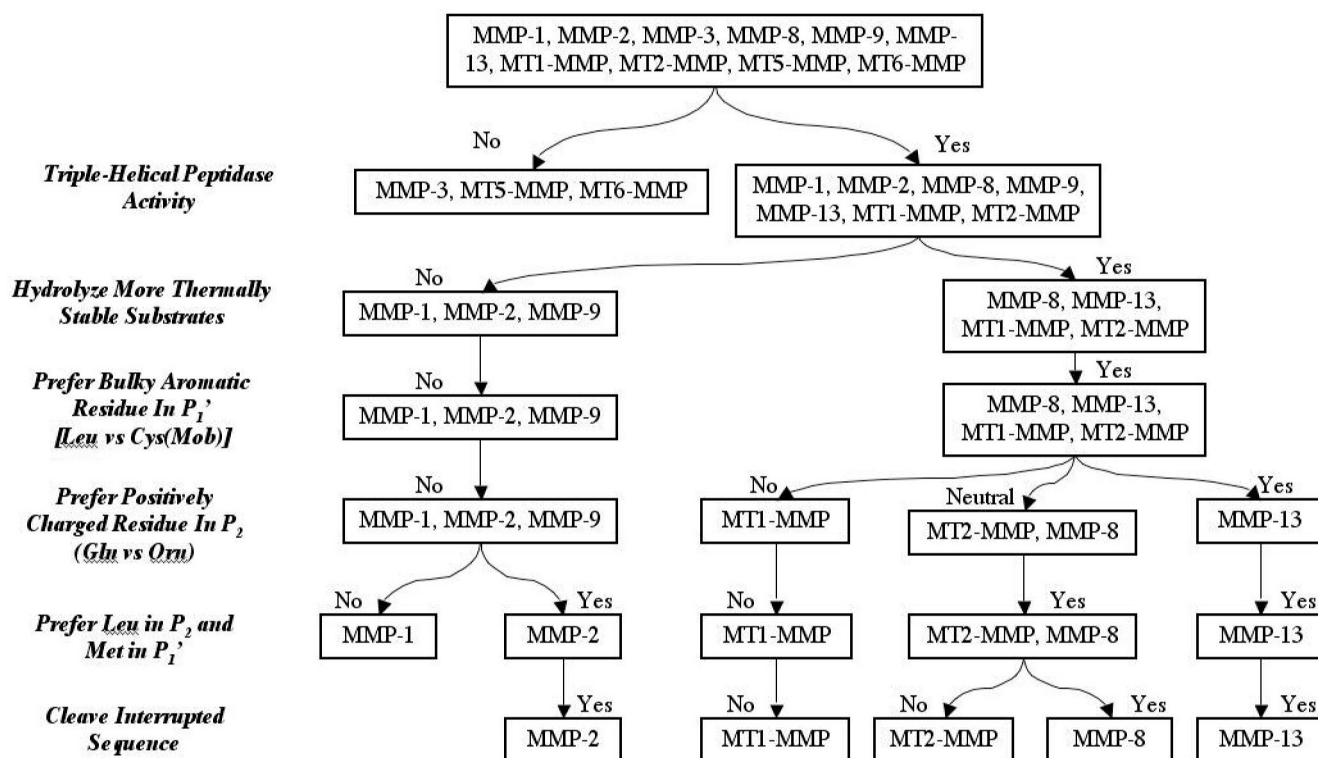 MMP-1, MMP-2, MMP-3, MMP-8, MMP-9, MMP-
13, MT1-MMP, MT2-MMP, MT5-MMP, MT6-MMP
No
Yes
Triple-Helical Peptidase
Activity
MMP-3, MT5-MMP, MT6-MMP
MMP-1, MMP-2, MMP-8, MMP-9,
MMP-13, MT1-MMP, MT2-MMP
No
Yes
Hydrolyze More Thermally
Stable Substrates
MMP-1, MMP-2, MMP-9
MMP-8, MMP-13,
MT1-MMP, MT2-MMP
No
Yes
Prefer Bulky Aromatic
Residue In P1'
[Leu vs Cys(Mob)]
MMP-1, MMP-2, MMP-9
MMP-8, MMP-13,
MT1-MMP, MT2-MMP
No
No
Neutral
Yes
Prefer Positively
Charged Residue In P2
(Gln vs Orn)
MMP-1, MMP-2, MMP-9
MT1-MMP
MT2-MMP, MMP-8
MMP-13
No
Yes
No
Yes
Yes
Prefer Leu in P2 and
Met in P1'
MMP-1
MMP-2
MT1-MMP
MT2-MMP, MMP-8
MMP-13
Yes
No
No
Yes
Yes
Cleave Interrupted
Sequence
MMP-2
MT1-MMP
MT2-MMP
MMP-8
MMP-13